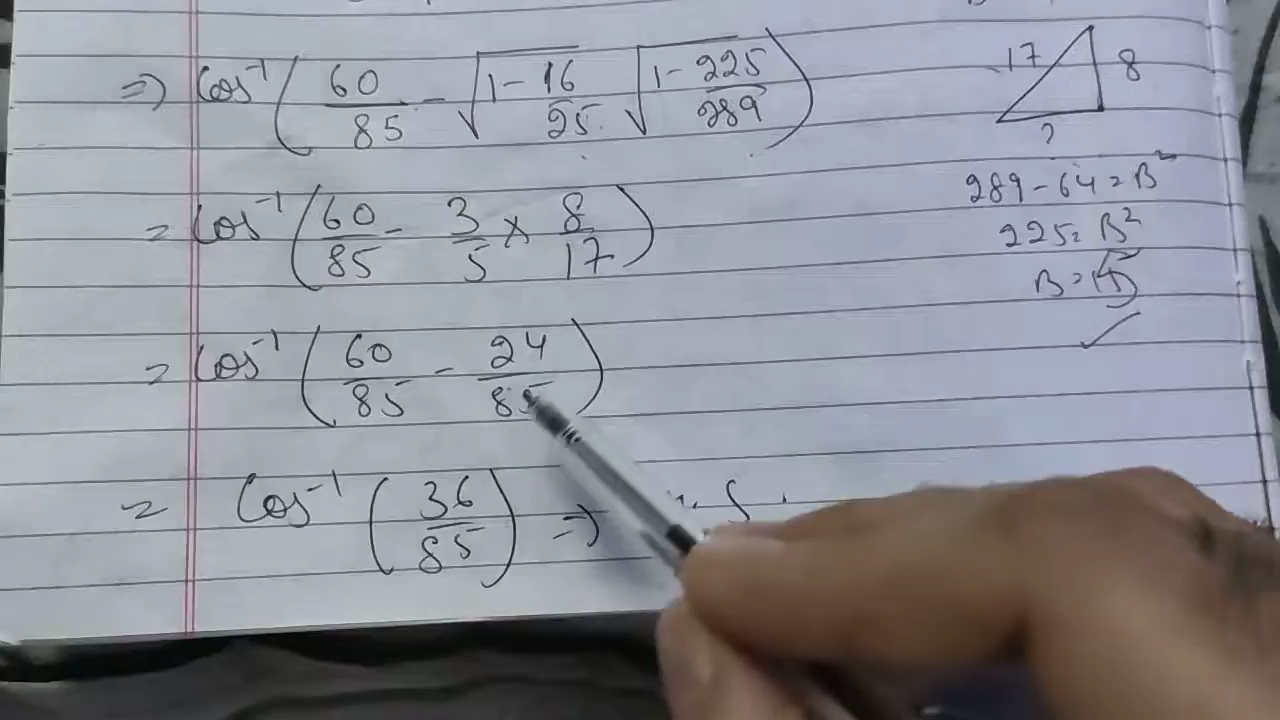 ⇒ Cos⁻¹ ( 60/85 - √(1 - 16/25) √(1 - 225/289) )
17 8
?
= Cos⁻¹ ( 60/85 - 3/5 × 8/17 )
289 - 64 = B²
225 = B²
B = 15
= Cos⁻¹ ( 60/85 - 24/85 )
✓
= Cos⁻¹ ( 36/85 ) ⇒